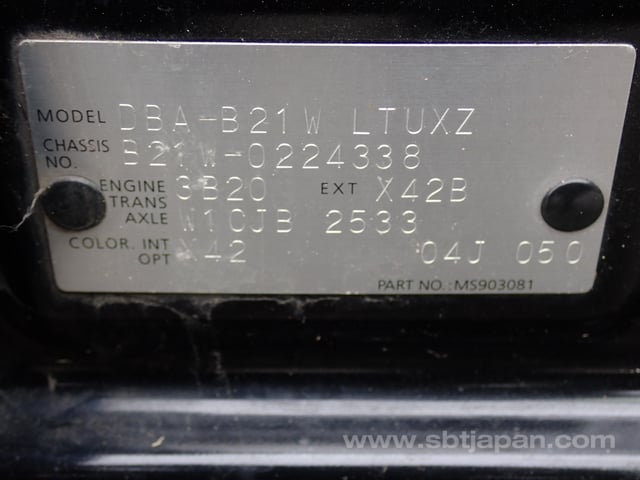 MODEL DBA-B21W LTUXZ
CHASSIS NO. B21W-0224338
ENGINE 3B20 EXT X42B
TRANS AXLE W1CJB 2533
COLOR. INT X42 04J 050
OPT
PART NO.: MS903081
www.sbtjapan.com